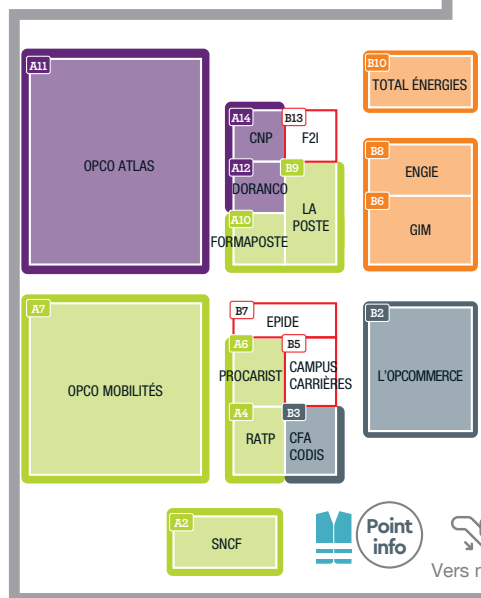 A11
OPCO ATLAS
A14
CNP
B13
F2I
A12
DORANCO
B9
LA
POSTE
A10
FORMAPOSTE
B10
TOTAL ÉNERGIES
B8
ENGIE
B6
GIM
A7
OPCO MOBILITÉS
B7
EPIDE
A6
PROCARIST
B5
CAMPUS
CARRIÈRES
A4
RATP
B3
CFA
CODIS
B2
L'OPCOMMERCE
A2
SNCF
Point
info
Vers